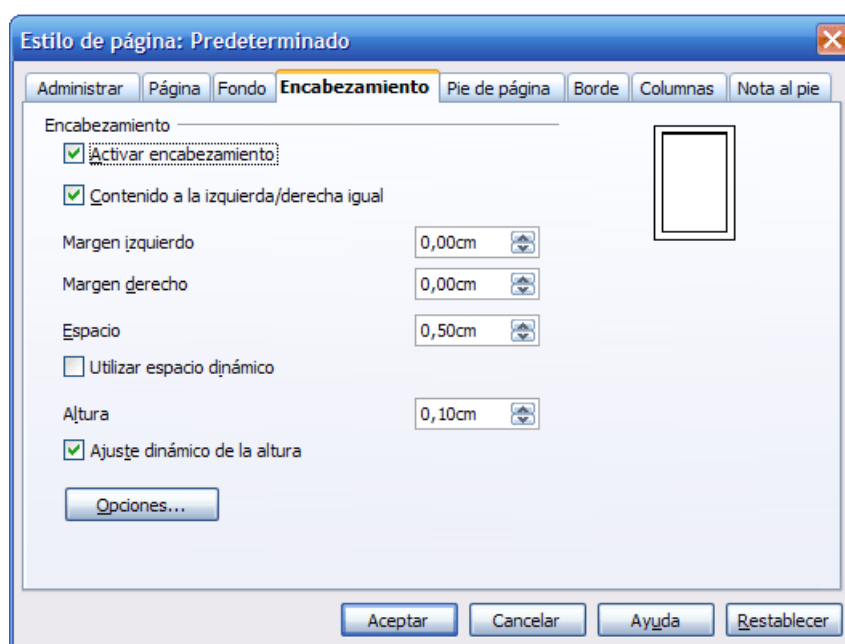 Estilo de página: Predeterminado
Administrar Página Fondo Encabezamiento Pie de página Borde Columnas Nota al pie
Encabezamiento
Activar encabezamiento
Contenido a la izquierda/derecha igual
Margen izquierdo 0,00cm
Margen derecho 0,00cm
Espacio 0,50cm
Utilizar espacio dinámico
Altura 0,10cm
Ajuste dinámico de la altura
Opciones...
Aceptar Cancelar Ayuda Restablecer